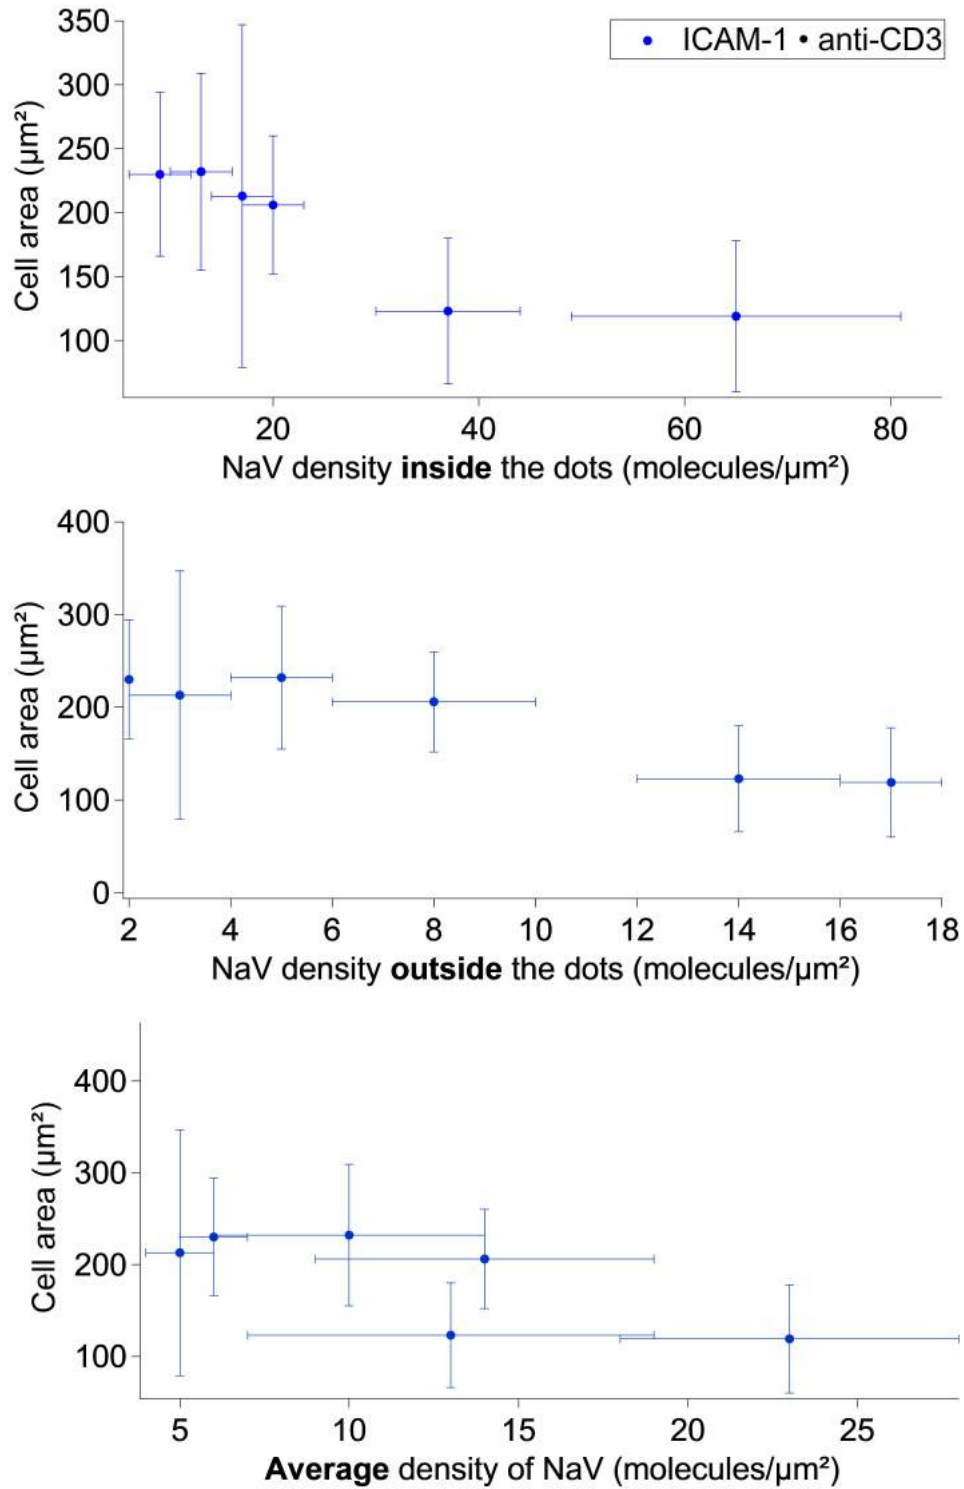 ICAM-1 • anti-CD3
350
300
250
200
150
100
Cell area (µm²)
20 40 60 80
NaV density inside the dots (molecules/µm²)
400
300
200
100
0
Cell area (µm²)
2 4 6 8 10 12 14 16 18
NaV density outside the dots (molecules/µm²)
400
300
200
100
Cell area (µm²)
5 10 15 20 25
Average density of NaV (molecules/µm²)